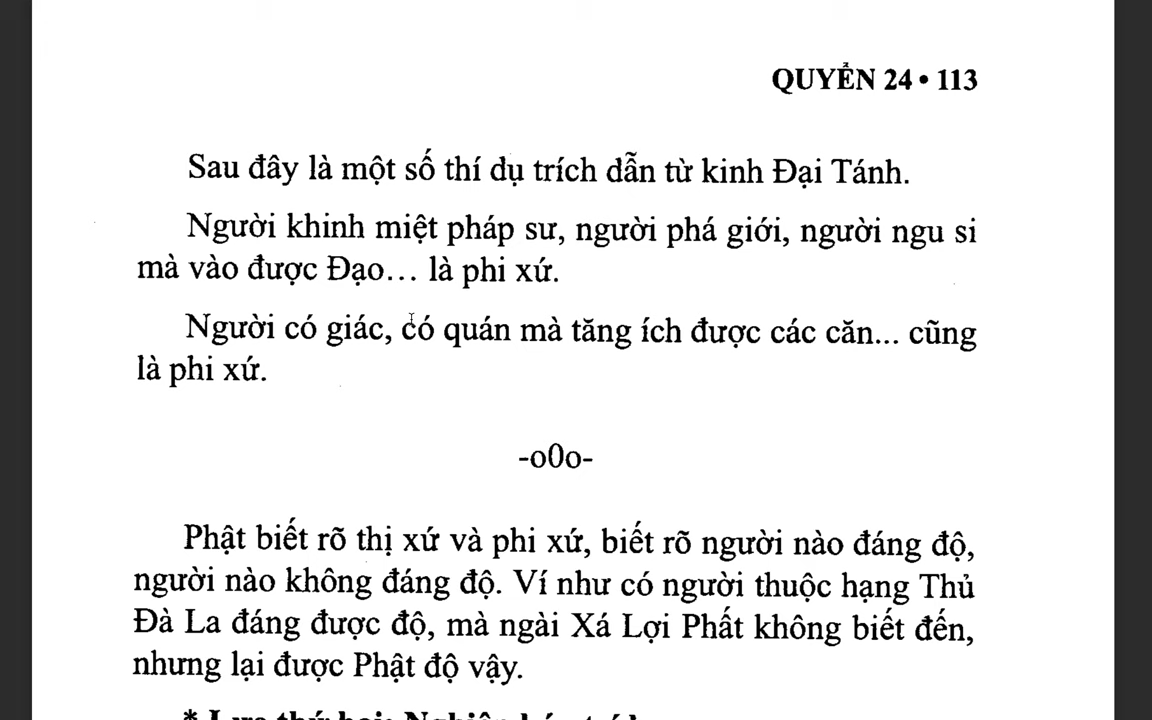 QUYỂN 24 • 113
Sau đây là một số thí dụ trích dẫn từ kinh Đại Tánh.
Người khinh miệt pháp sư, người phá giới, người ngu si
mà vào được Đạo... là phi xứ.
Người có giác, có quán mà tăng ích được các căn... cũng
là phi xứ.
-o0o-
Phật biết rõ thị xứ và phi xứ, biết rõ người nào đáng độ,
người nào không đáng độ. Ví như có người thuộc hạng Thủ
Đà La đáng được độ, mà ngài Xá Lợi Phất không biết đến,
nhưng lại được Phật độ vậy.